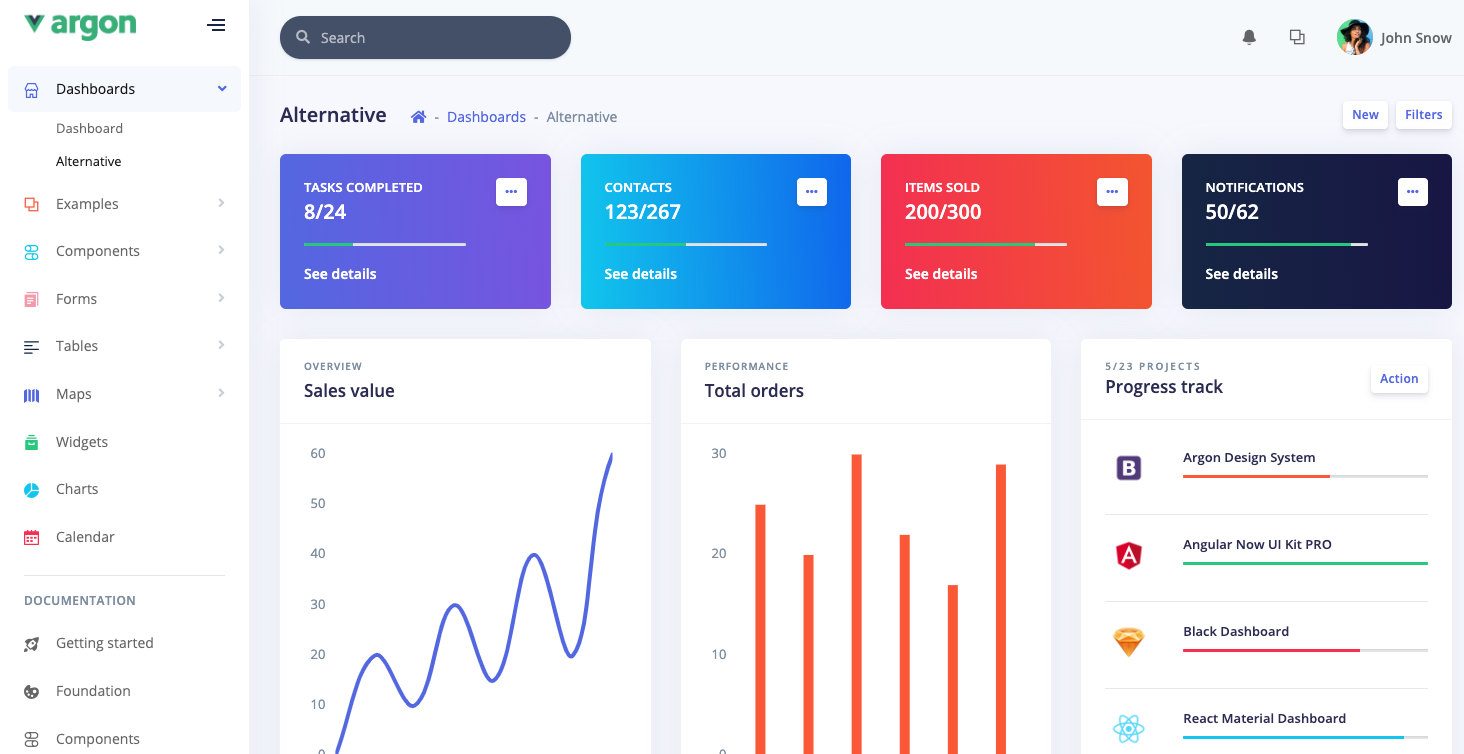 argon
Dashboards
Dashboard
Alternative
Examples
Components
Forms
Tables
Maps
Widgets
Charts
Calendar
DOCUMENTATION
Getting started
Foundation
Components
Search
John Snow
Alternative - Dashboards - Alternative
New
Filters
TASKS COMPLETED
8/24
See details
CONTACTS
123/267
See details
ITEMS SOLD
200/300
See details
NOTIFICATIONS
50/62
See details
OVERVIEW
Sales value
60
50
40
30
20
10
0
PERFORMANCE
Total orders
30
20
10
0
5/23 PROJECTS
Progress track
Action
B
Argon Design System
A
Angular Now UI Kit PRO
Black Dashboard
React Material Dashboard